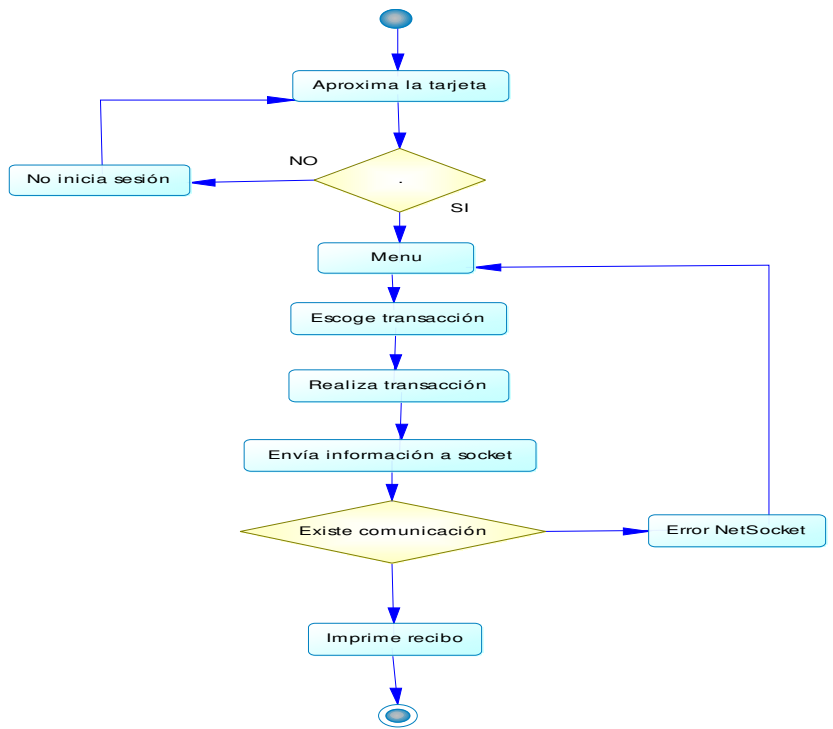 Aproxima la tarjeta
NO
No inicia sesión
.
SI
Menu
Escoge transacción
Realiza transacción
Envía información a socket
Existe comunicación
Error NetSocket
Imprime recibo